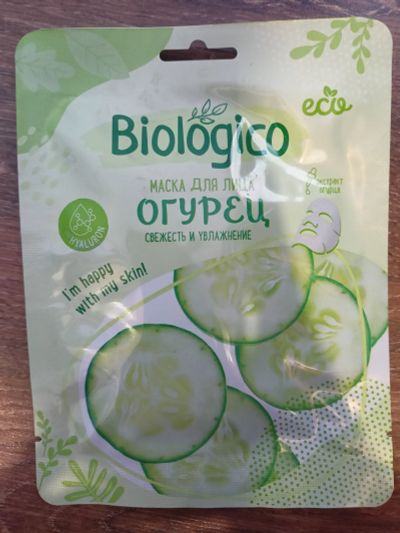 eco
Biologico
МАСКА ДЛЯ ЛИЦА
ОГУРЕЦ
СВЕЖЕСТЬ И УВЛАЖНЕНИЕ
экстракт
огурца
HYALURON
I'm happy
with my skin!